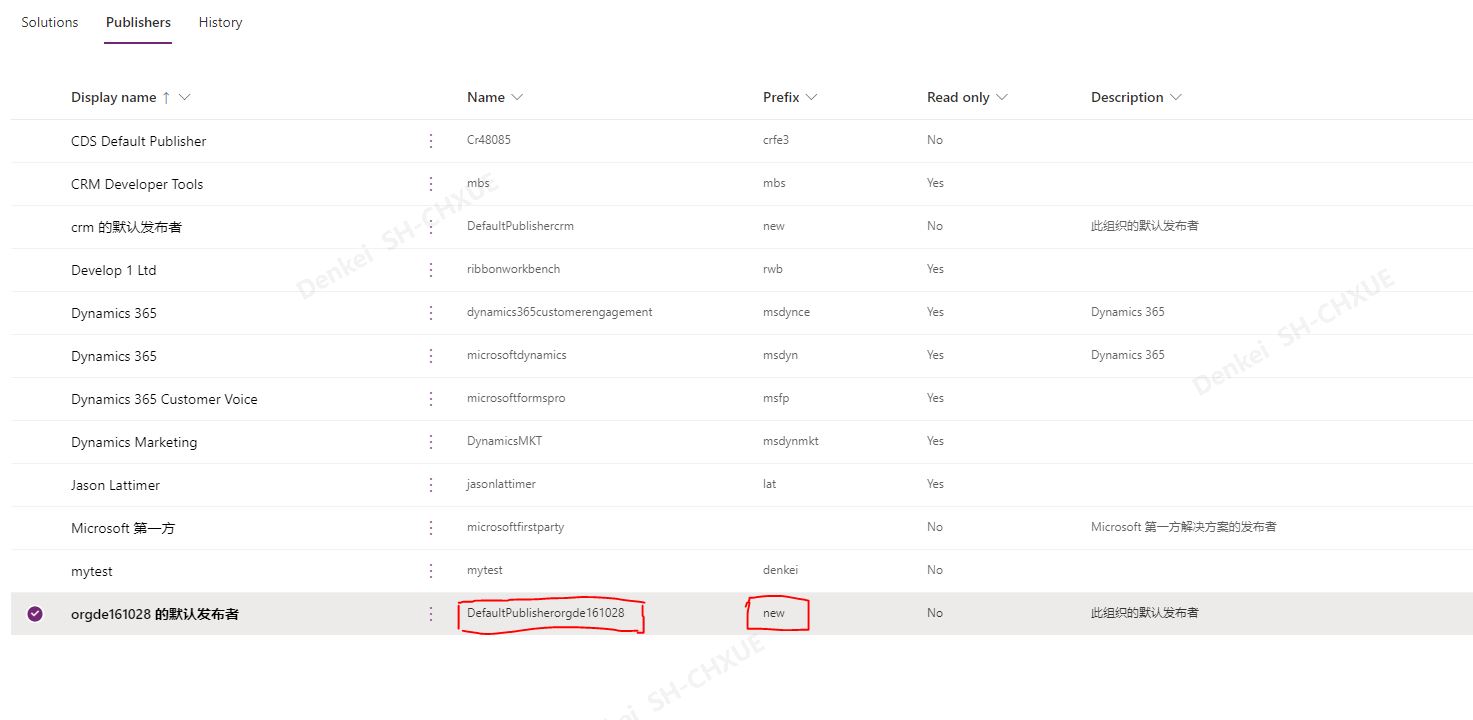 Solutions Publishers History
Display name ↑ Name Prefix Read only Description
CDS Default Publisher Cr48085 crfe3 No
CRM Developer Tools mbs mbs Yes
crm 的默认发布者 DefaultPublishercrm new No 此组织的默认发布者
Develop 1 Ltd ribbonworkbench rwb Yes
Dynamics 365 dynamics365customerengagement msdynce Yes Dynamics 365
Dynamics 365 microsoftdynamics msdyn Yes Dynamics 365
Dynamics 365 Customer Voice microsoftformspro msfp Yes
Dynamics Marketing DynamicsMKT msdynmkt Yes
Jason Lattimer jasonlattimer lat Yes
Microsoft 第一方 microsoftfirstparty No Microsoft 第一方解决方案的发布者
mytest mytest denkei No
orgde161028 的默认发布者 DefaultPublisherorgde161028 new No 此组织的默认发布者
Denkei SH-CHXUE
Denkei SH-CHXUE
SH-CHXUE